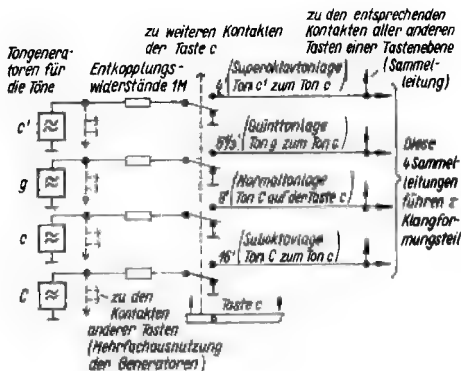 zu weiteren Kontakten
der Taste c
zu den entsprechenden
Kontakten aller anderen
Tasten einer Tastenebene
(Sammel-
leitung)
Tongenera-
toren für
die Töne
Entkopplungs-
widerstände 1M
c'
g
c
C
4' (Superoktavlage
Ton c' zum Ton c)
5⅓' (Quintlage
Ton g zum Ton c)
8' (Normallage
Ton C auf der Taste c)
16' (Suboktavlage
Ton C zum Ton c)
Diese
4 Sammel-
leitungen
führen z
Klangfor-
mungsteil
zu den
Kontakten
anderer Tasten
(Mehrfachausnutzung
der Generatoren)
Taste c